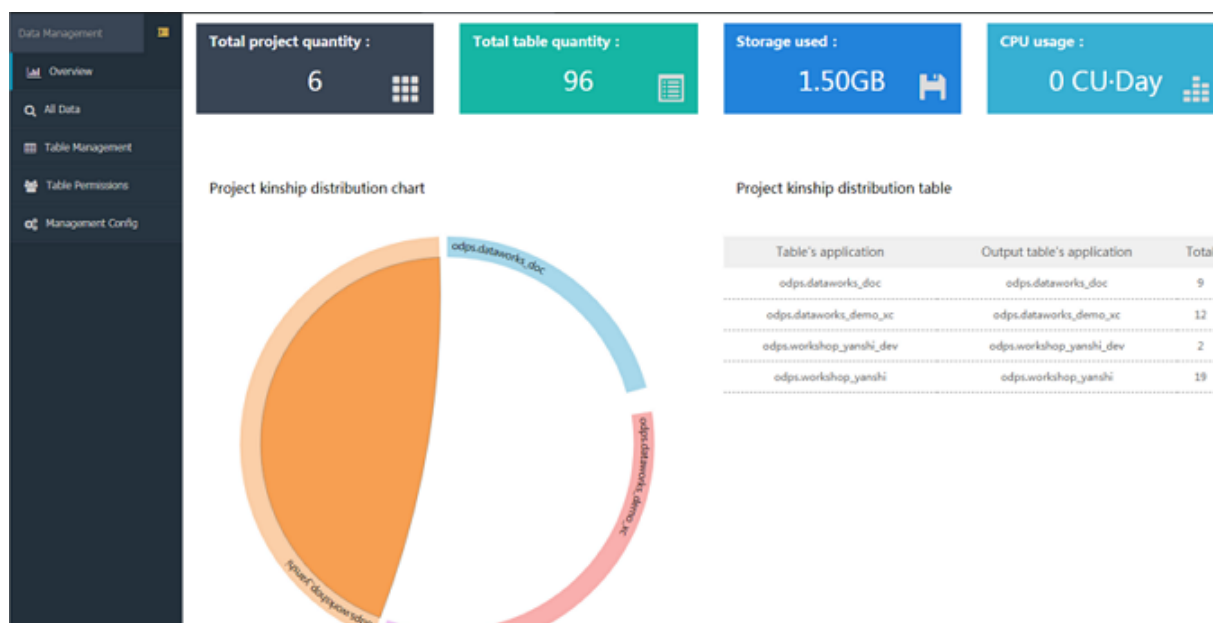 Data Management
Overview
All Data
Table Management
Table Permissions
Management Config
Total project quantity :
6
Total table quantity :
96
Storage used :
1.50GB
CPU usage :
0 CU·Day
Project kinship distribution chart
odps.dataworks_doc
odps.dataworks_demo_xc
odps.workshop_yanshi
Project kinship distribution table
Table's application Output table's application Total
odps.dataworks_doc odps.dataworks_doc 9
odps.dataworks_demo_xc odps.dataworks_demo_xc 12
odps.workshop_yanshi_dev odps.workshop_yanshi_dev 2
odps.workshop_yanshi odps.workshop_yanshi 19